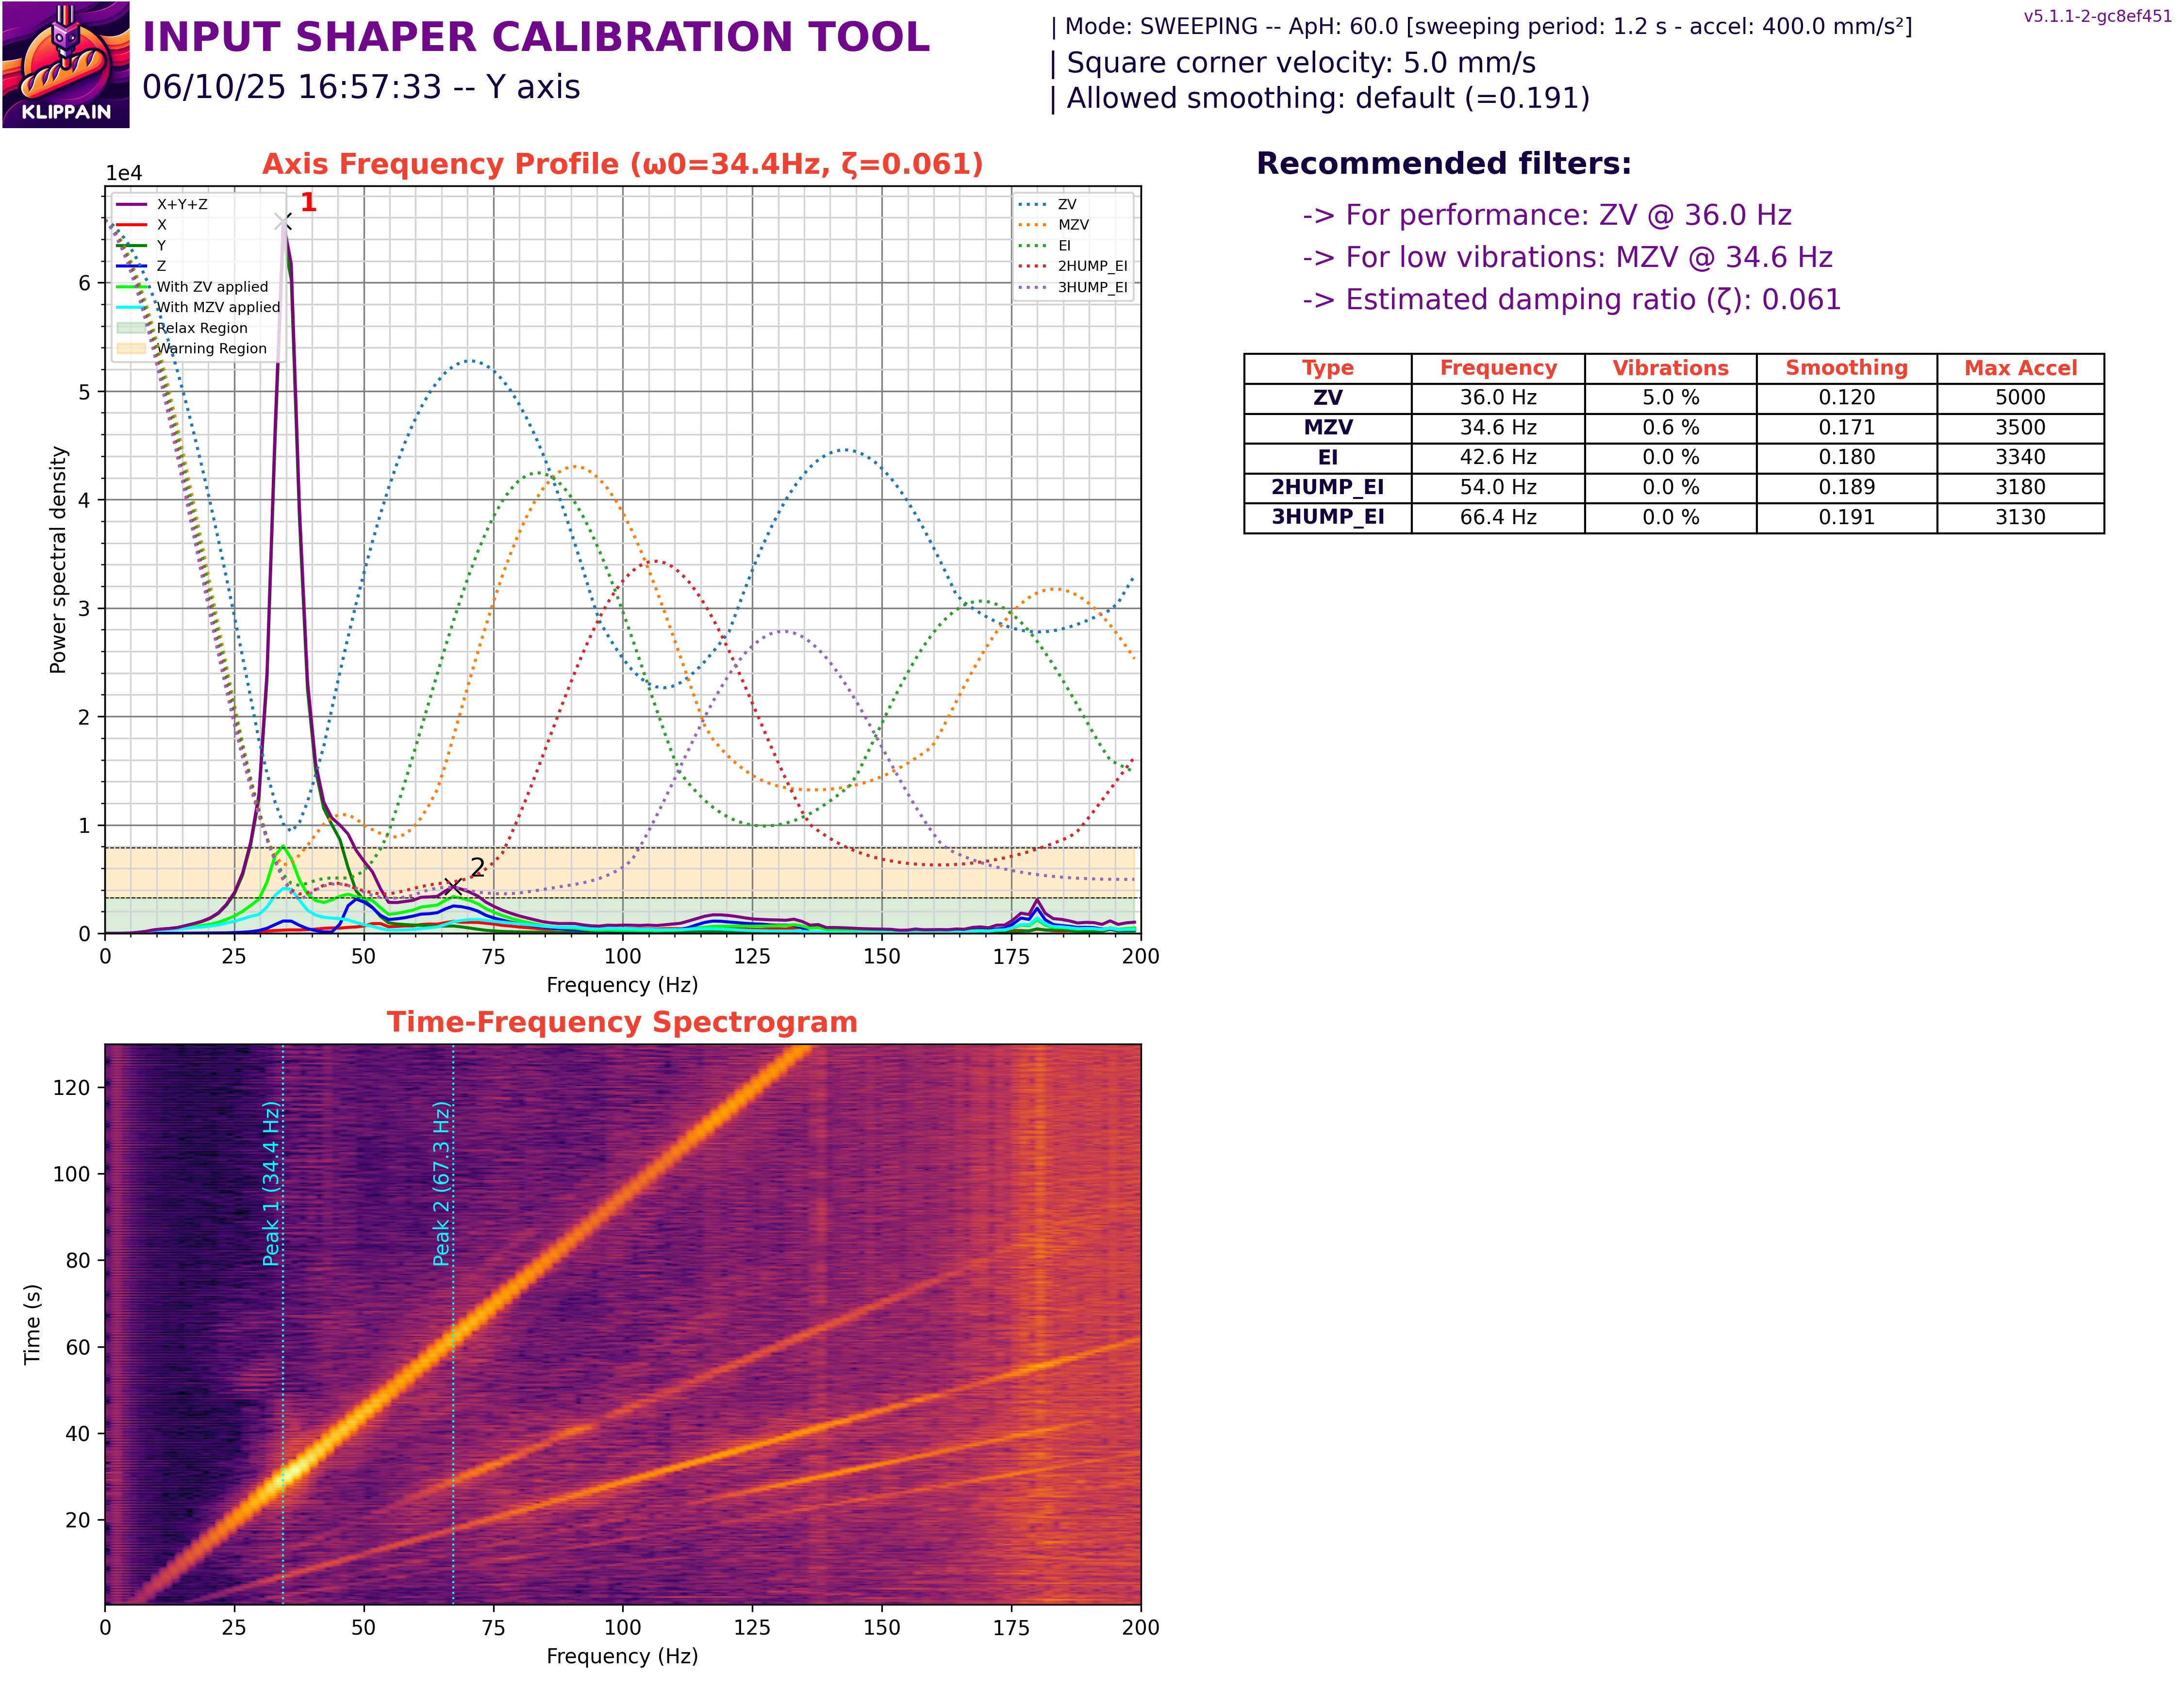 KLIPPAIN
INPUT SHAPER CALIBRATION TOOL
06/10/25 16:57:33 -- Y axis
| Mode: SWEEPING -- ApH: 60.0 [sweeping period: 1.2 s - accel: 400.0 mm/s²]
| Square corner velocity: 5.0 mm/s
| Allowed smoothing: default (=0.191)
v5.1.1-2-gc8ef451
Axis Frequency Profile (ω0=34.4Hz, ζ=0.061)
1e4
X+Y+Z
X
Y
Z
With ZV applied
With MZV applied
Relax Region
Warning Region
ZV
MZV
EI
2HUMP_EI
3HUMP_EI
1
2
6
5
4
3
2
1
0
Power spectral density
0 25 50 75 100 125 150 175 200
Frequency (Hz)
Recommended filters:
-> For performance: ZV @ 36.0 Hz
-> For low vibrations: MZV @ 34.6 Hz
-> Estimated damping ratio (ζ): 0.061
Type Frequency Vibrations Smoothing Max Accel
ZV 36.0 Hz 5.0 % 0.120 5000
MZV 34.6 Hz 0.6 % 0.171 3500
EI 42.6 Hz 0.0 % 0.180 3340
2HUMP_EI 54.0 Hz 0.0 % 0.189 3180
3HUMP_EI 66.4 Hz 0.0 % 0.191 3130
Time-Frequency Spectrogram
Peak 1 (34.4 Hz)
Peak 2 (67.3 Hz)
120
100
80
60
40
20
Time (s)
0 25 50 75 100 125 150 175 200
Frequency (Hz)